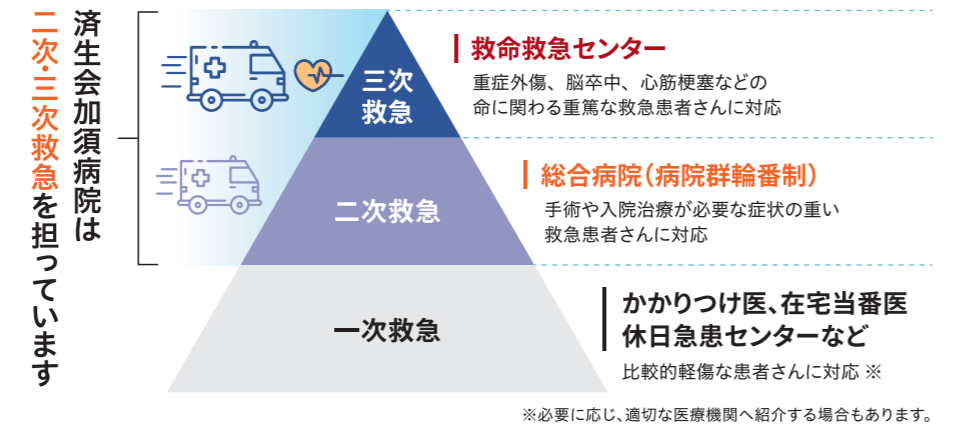 済生会加須病院は
二次・三次救急を担っています
三次
救急
救命救急センター
重症外傷、脳卒中、心筋梗塞などの
命に関わる重篤な救急患者さんに対応
二次救急
総合病院（病院群輪番制）
手術や入院治療が必要な症状の重い
救急患者さんに対応
一次救急
かかりつけ医、在宅当番医
休日急患センターなど
比較的軽傷な患者さんに対応 ※
※必要に応じ、適切な医療機関へ紹介する場合もあります。